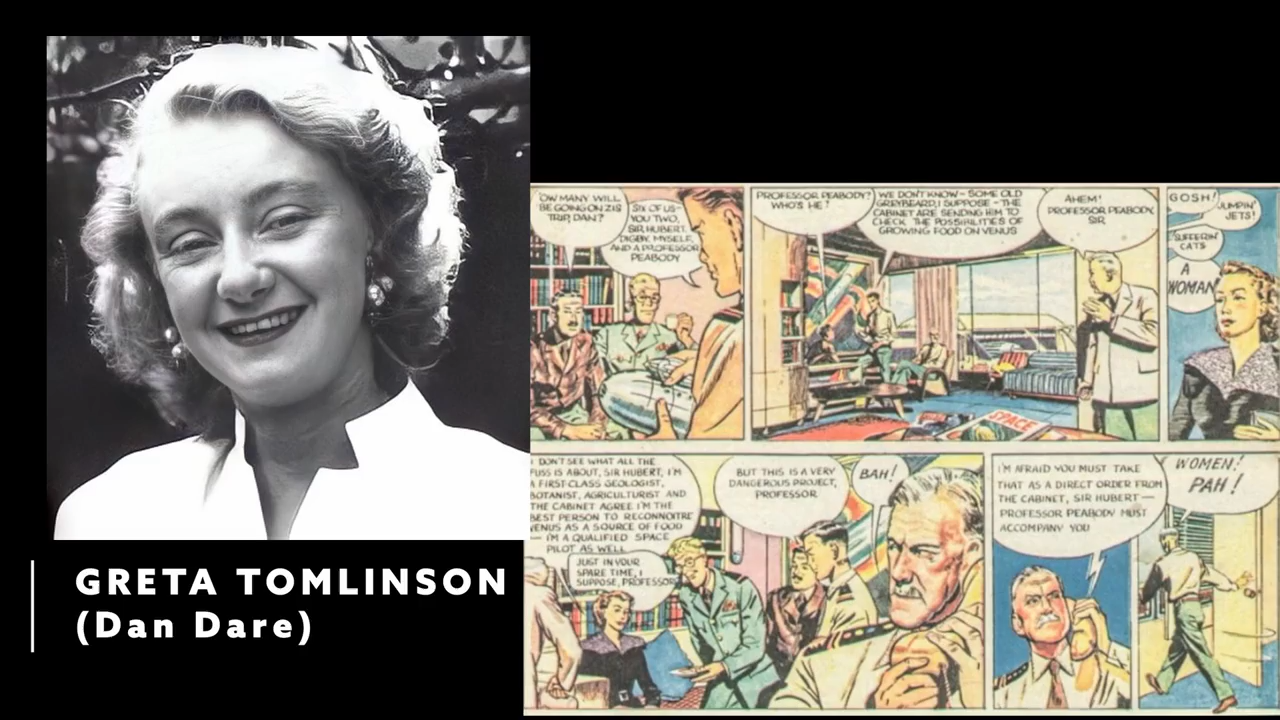 'OW MANY WILL
BE GOING ON ZIS
TRIP, DAN?
SIX OF US—
YOU TWO,
SIR HUBERT,
DIGBY, MYSELF,
AND A PROFESSOR
PEABODY
PROFESSOR PEABODY?
WHO'S HE?
WE DON'T KNOW – SOME OLD
GREYBEARD, I SUPPOSE – THE
CABINET ARE SENDING HIM TO
CHECK THE POSSIBILITIES OF
GROWING FOOD ON VENUS
AHEM!
PROFESSOR PEABODY,
SIR
SPACE
GOSH!
JUMPIN'
JETS!
SUFFERIN'
CATS
A
WOMAN
I DON'T SEE WHAT ALL THE
FUSS IS ABOUT, SIR HUBERT, I'M
A FIRST-CLASS GEOLOGIST,
BOTANIST, AGRICULTURIST AND
THE CABINET AGREE I'M THE
BEST PERSON TO RECONNOITRE
VENUS AS A SOURCE OF FOOD
— I'M A QUALIFIED SPACE
PILOT AS WELL
JUST IN YOUR
SPARE TIME, I
SUPPOSE, PROFESSOR
BUT THIS IS A VERY
DANGEROUS PROJECT,
PROFESSOR
BAH!
I'M AFRAID YOU MUST TAKE
THAT AS A DIRECT ORDER FROM
THE CABINET, SIR HUBERT —
PROFESSOR PEABODY MUST
ACCOMPANY YOU
WOMEN!
PAH!
GRETA TOMLINSON
(Dan Dare)